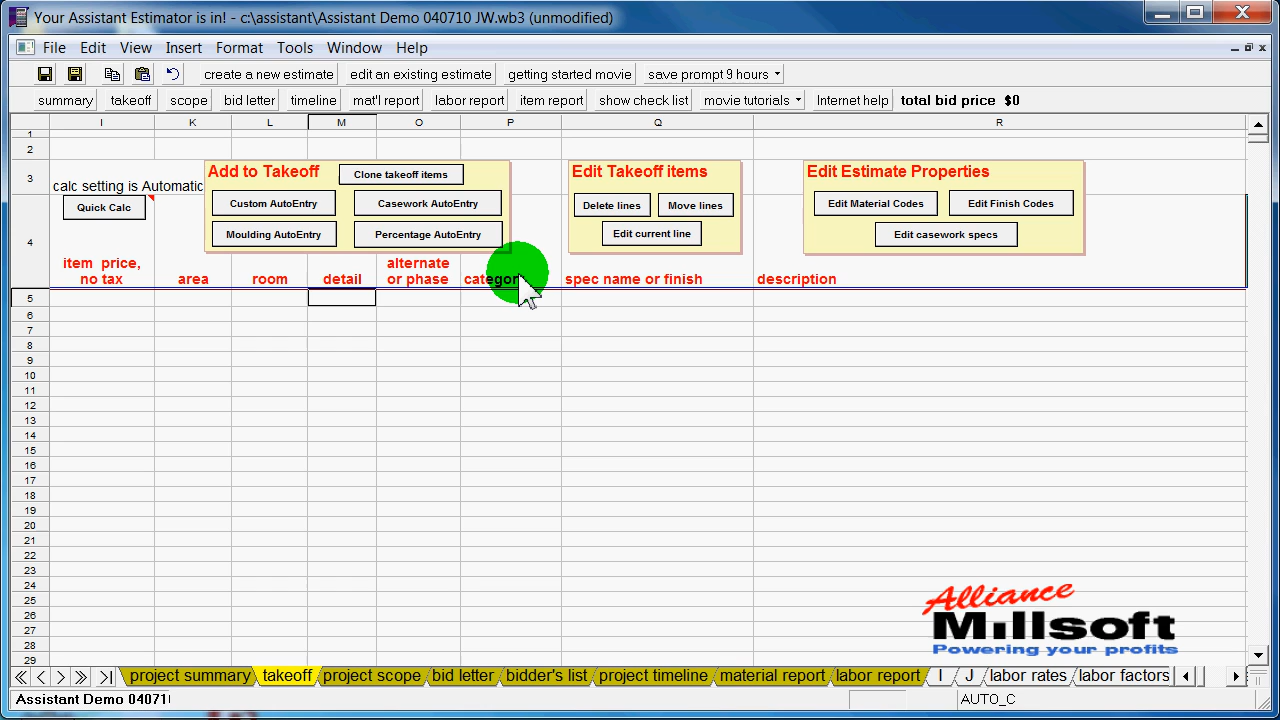 Your Assistant Estimator is in! - c:\assistant\Assistant Demo 040710 JW.wb3 (unmodified)
File Edit View Insert Format Tools Window Help
create a new estimate edit an existing estimate getting started movie save prompt 9 hours
summary takeoff scope bid letter timeline mat'l report labor report item report show check list movie tutorials Internet help total bid price $0
I K L M O P Q R
1
2
3
4
calc setting is Automatic
Quick Calc
Add to Takeoff Clone takeoff items
Custom AutoEntry Casework AutoEntry
Moulding AutoEntry Percentage AutoEntry
Edit Takeoff items
Delete lines Move lines
Edit current line
Edit Estimate Properties
Edit Material Codes Edit Finish Codes
Edit casework specs
item price, no tax area room detail alternate or phase categor spec name or finish description
5
6
7
8
9
10
11
12
13
14
15
16
17
18
19
20
21
22
23
24
25
26
27
28
29
Alliance
Millsoft
Powering your profits
project summary takeoff project scope bid letter bidder's list project timeline material report labor report I J labor rates labor factors
Assistant Demo 04071
AUTO_C